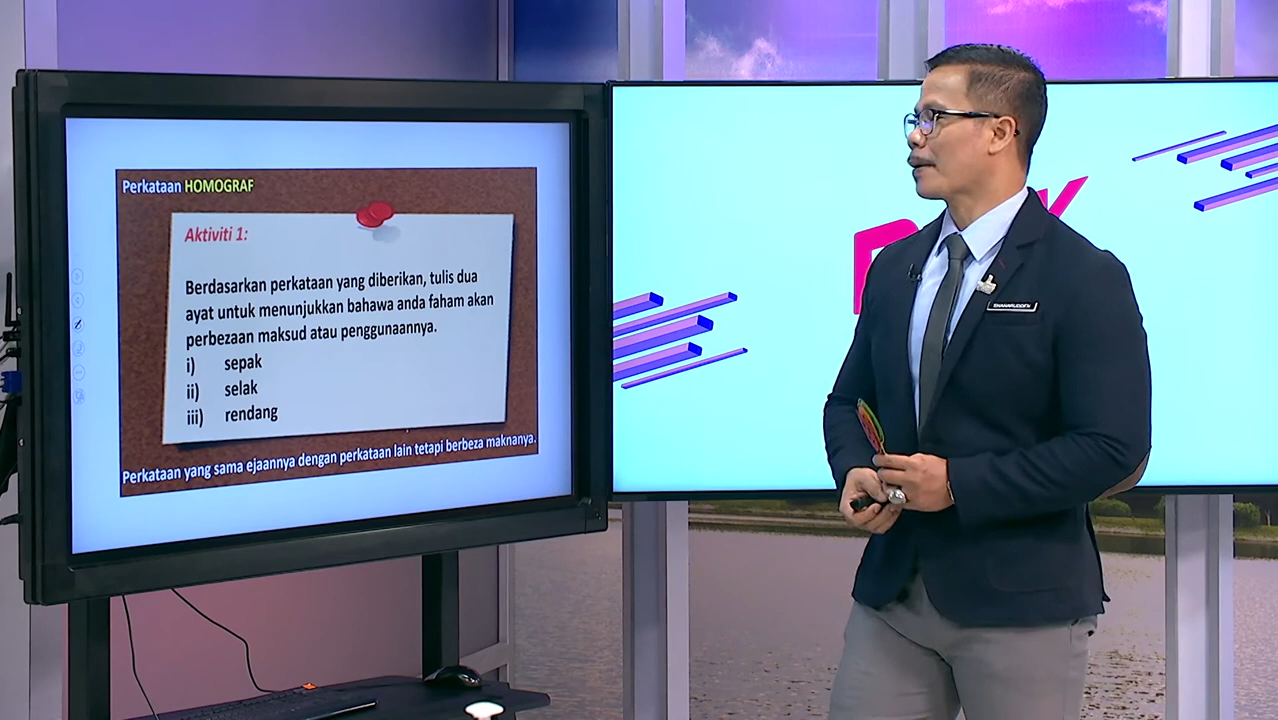 Perkataan HOMOGRAF
Aktiviti 1:
Berdasarkan perkataan yang diberikan, tulis dua
ayat untuk menunjukkan bahawa anda faham akan
perbezaan maksud atau penggunaannya.
i) sepak
ii) selak
iii) rendang
Perkataan yang sama ejaannya dengan perkataan lain tetapi berbeza maknanya.
SHAHARUDDIN